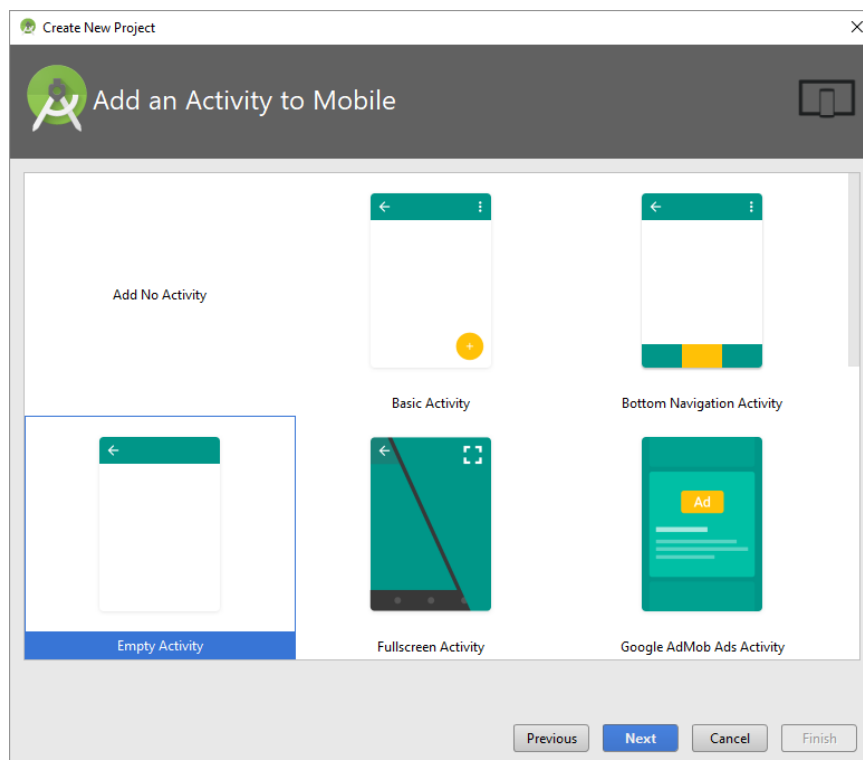 Create New Project
Add an Activity to Mobile
Add No Activity
Basic Activity
Bottom Navigation Activity
Ad
Empty Activity
Fullscreen Activity
Google AdMob Ads Activity
Previous
Next
Cancel
Finish